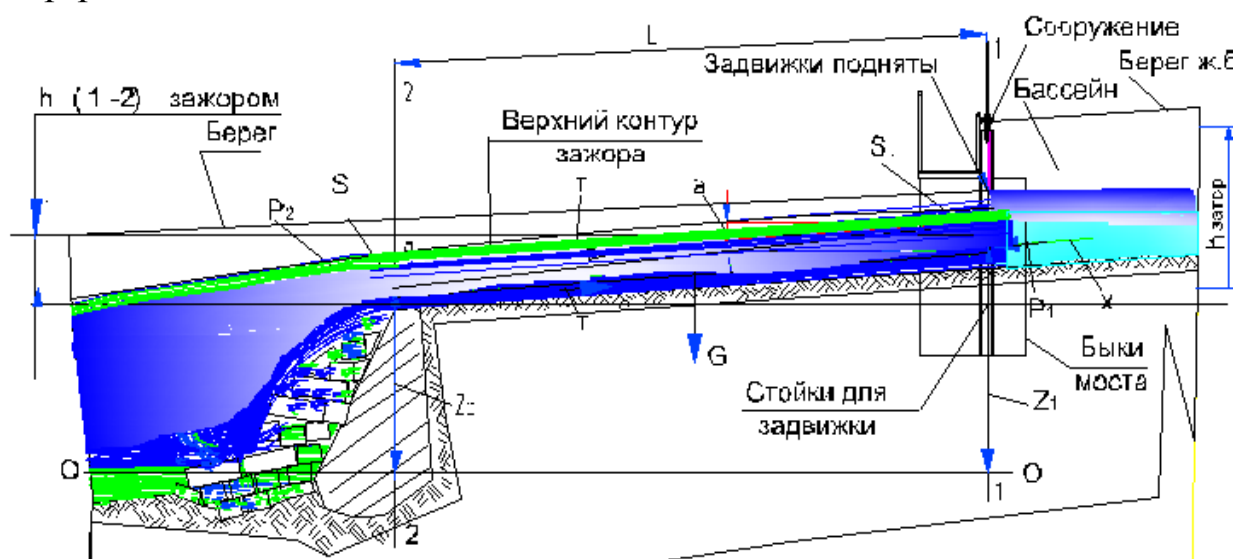 L
1
Сооружение
Задвижки подняты
Берег ж.б
2
Бассейн
h (1-2) зажором
Берег
Верхний контур
зажора
S
S.
P2
т
a
h затор
т
P1
x
G
Быки
моста
Стойки для
задвижки
Z1
O
O
1
2